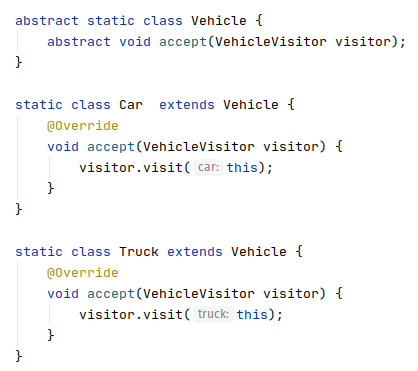 abstract static class Vehicle {
    abstract void accept(VehicleVisitor visitor);
}
static class Car  extends Vehicle {
    @Override
    void accept(VehicleVisitor visitor) {
        visitor.visit( car: this);
    }
}
static class Truck extends Vehicle {
    @Override
    void accept(VehicleVisitor visitor) {
        visitor.visit( truck: this);
    }
}